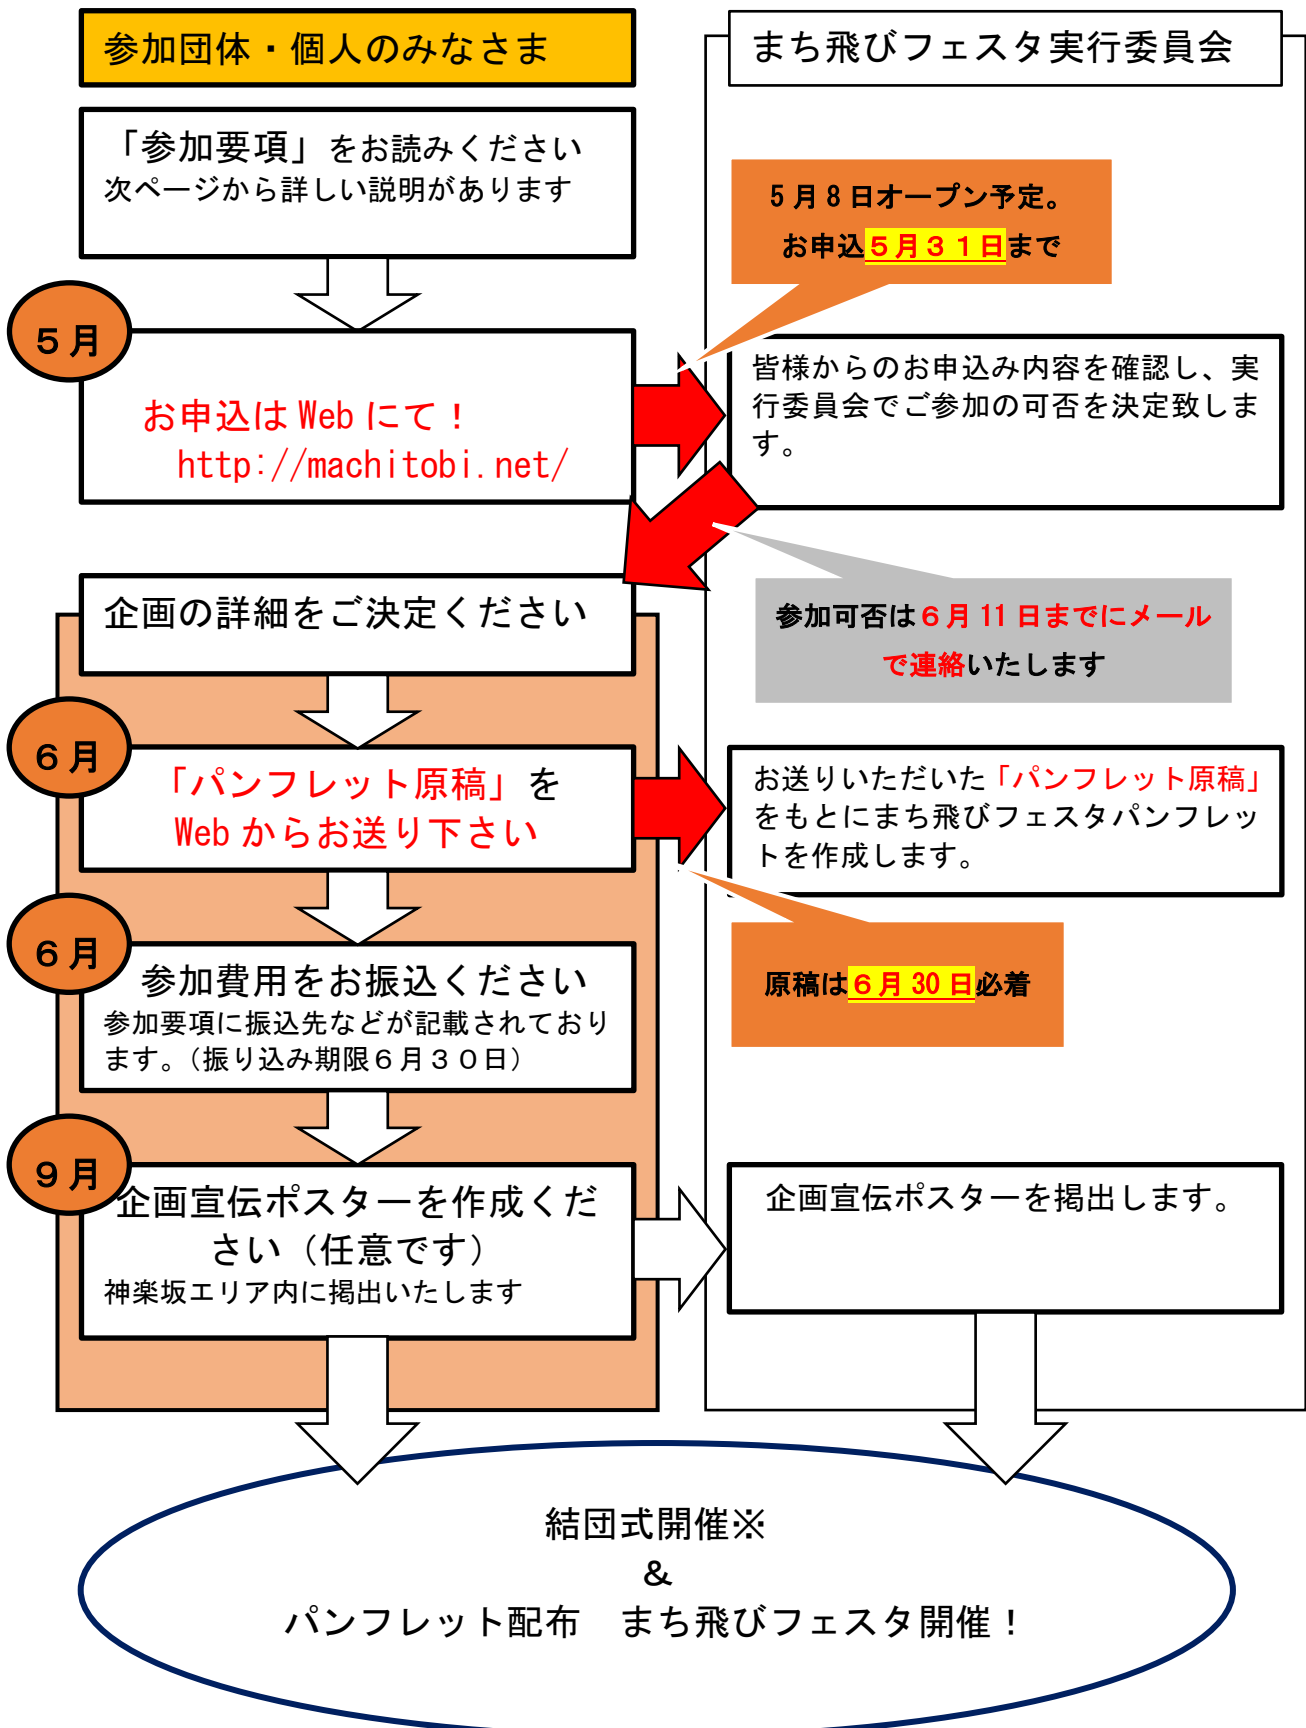 参加団体・個人のみなさま
まち飛びフェスタ実行委員会
「参加要項」をお読みください
次ページから詳しい説明があります
5月8日オープン予定。
お申込５月３１日まで
５月
お申込は Web にて！
http://machitobi.net/
皆様からのお申込み内容を確認し、実
行委員会でご参加の可否を決定致しま
す。
企画の詳細をご決定ください
参加可否は６月 11 日までにメール
で連絡いたします
６月
「パンフレット原稿」を
Web からお送り下さい
お送りいただいた「パンフレット原稿」
をもとにまち飛びフェスタパンフレッ
トを作成します。
６月
参加費用をお振込ください
参加要項に振込先などが記載されており
ます。（振り込み期限６月３０日）
原稿は６月 30 日必着
９月
企画宣伝ポスターを作成くだ
さい（任意です）
神楽坂エリア内に掲出いたします
企画宣伝ポスターを掲出します。
結団式開催※
＆
パンフレット配布　まち飛びフェスタ開催！